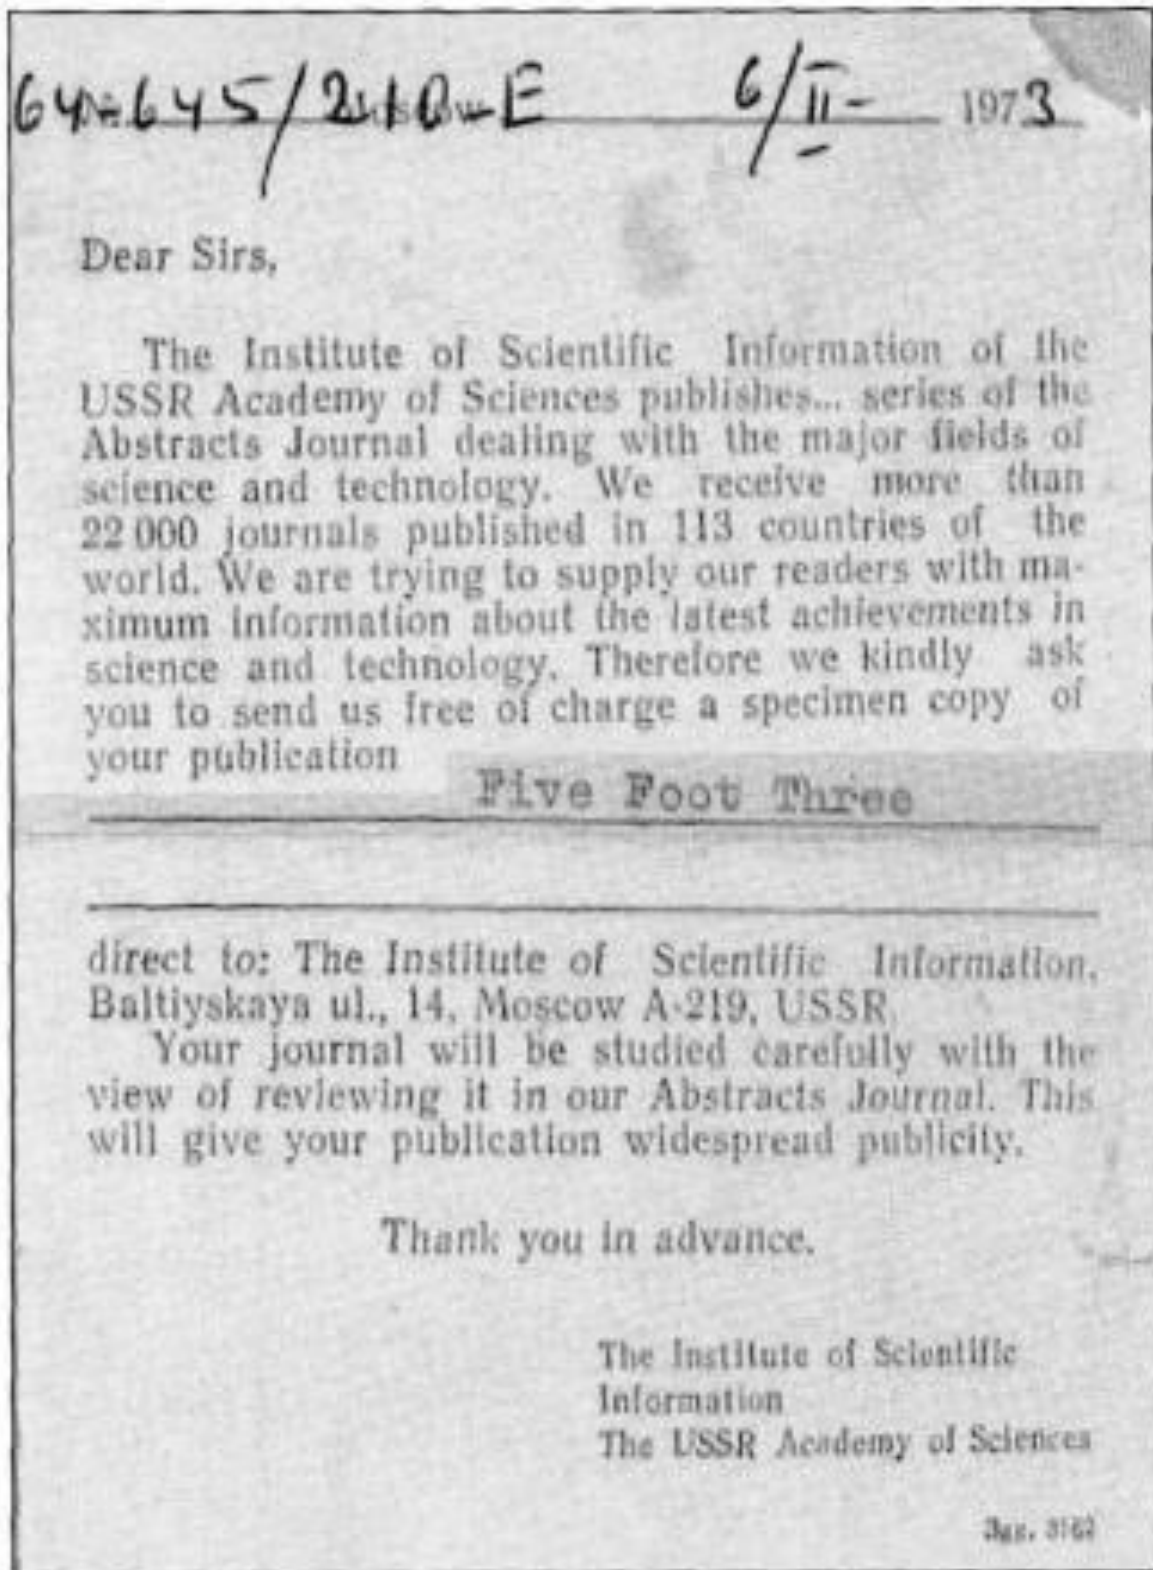 645/210-E 6/II- 1973
Dear Sirs,
The Institute of Scientific Information of the
USSR Academy of Sciences publishes... series of the
Abstracts Journal dealing with the major fields of
science and technology. We receive more than
22 000 journals published in 113 countries of the
world. We are trying to supply our readers with ma-
ximum information about the latest achievements in
science and technology. Therefore we kindly ask
you to send us free of charge a specimen copy of
your publication
Five Foot Three
direct to: The Institute of Scientific Information,
Baltiyskaya ul., 14, Moscow A-219, USSR.
Your journal will be studied carefully with the
view of reviewing it in our Abstracts Journal. This
will give your publication widespread publicity.
Thank you in advance.
The Institute of Scientific
Information
The USSR Academy of Sciences